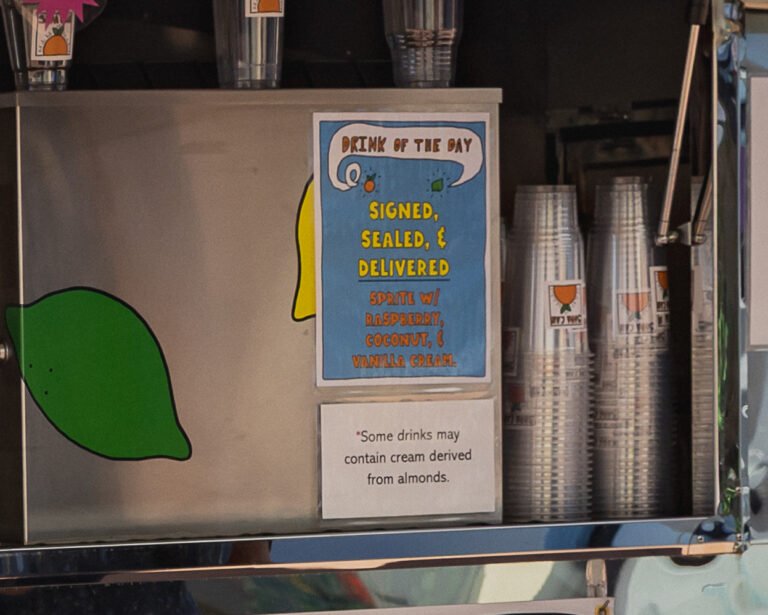 DRINK OF THE DAY
SIGNED,
SEALED, &
DELIVERED
SPRITE W/
RASPBERRY,
COCONUT, &
VANILLA CREAM.
*Some drinks may
contain cream derived
from almonds.